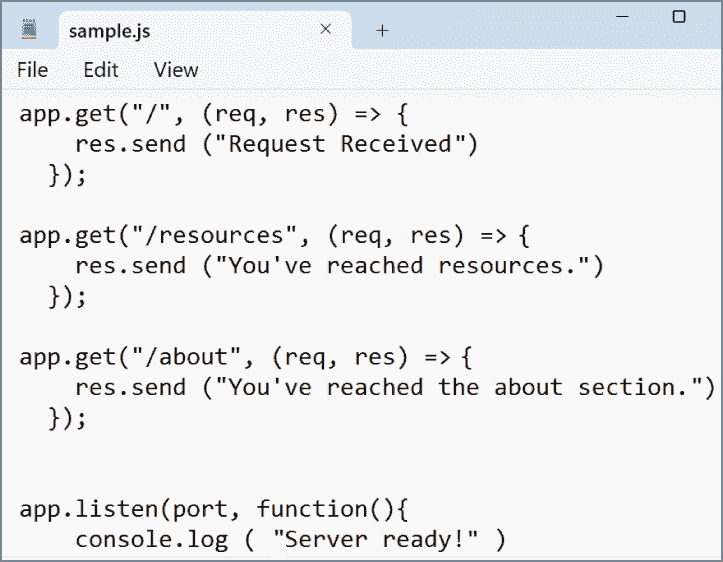 sample.js
File Edit View
app.get("/", (req, res) => {
    res.send ("Request Received")
  });

app.get("/resources", (req, res) => {
    res.send ("You've reached resources.")
  });

app.get("/about", (req, res) => {
    res.send ("You've reached the about section.")
  });


app.listen(port, function(){
    console.log ( "Server ready!" )